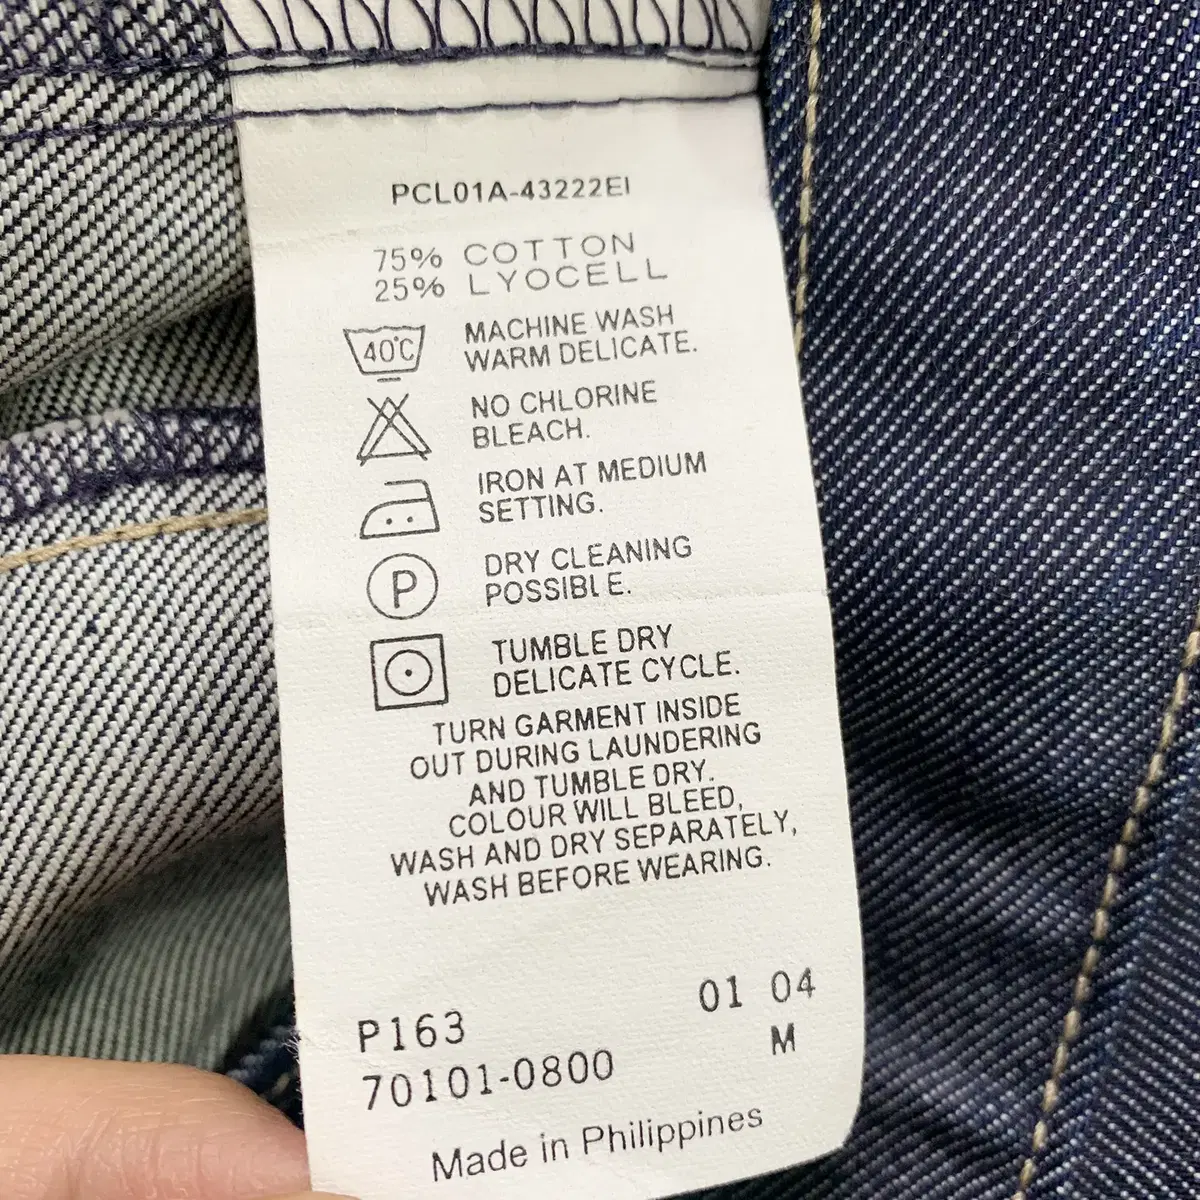 PCL01A-43222EI
75% COTTON
25% LYOCELL
40°C MACHINE WASH
WARM DELICATE.
NO CHLORINE
BLEACH.
IRON AT MEDIUM
SETTING.
P DRY CLEANING
POSSIBLE.
TUMBLE DRY
DELICATE CYCLE.
TURN GARMENT INSIDE
OUT DURING LAUNDERING
AND TUMBLE DRY.
COLOUR WILL BLEED,
WASH AND DRY SEPARATELY,
WASH BEFORE WEARING.
P163 01 04
70101-0800 M
Made in Philippines